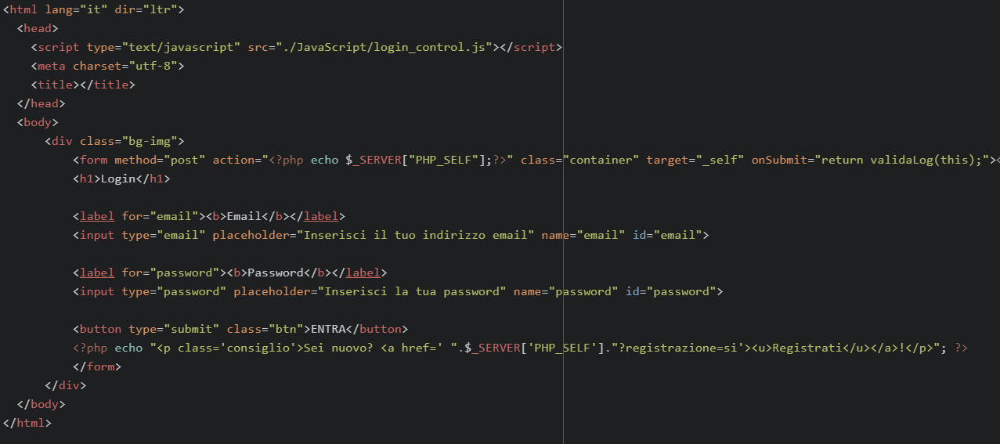 <html lang="it" dir="ltr">
<head>
<script type="text/javascript" src="./JavaScript/login_control.js"></script>
<meta charset="utf-8">
<title></title>
</head>
<body>
<div class="bg-img">
<form method="post" action="<?php echo $_SERVER["PHP_SELF"];?>" class="container" target="_self" onSubmit="return validaLog(this);"><
<h1>Login</h1>
<label for="email"><b>Email</b></label>
<input type="email" placeholder="Inserisci il tuo indirizzo email" name="email" id="email">
<label for="password"><b>Password</b></label>
<input type="password" placeholder="Inserisci la tua password" name="password" id="password">
<button type="submit" class="btn">ENTRA</button>
<?php echo "<p class='consiglio'>Sei nuovo? <a href=' ".$_SERVER['PHP_SELF']."?registrazione=si'><u>Registrati</u></a>!</p>"; ?>
</form>
</div>
</body>
</html>